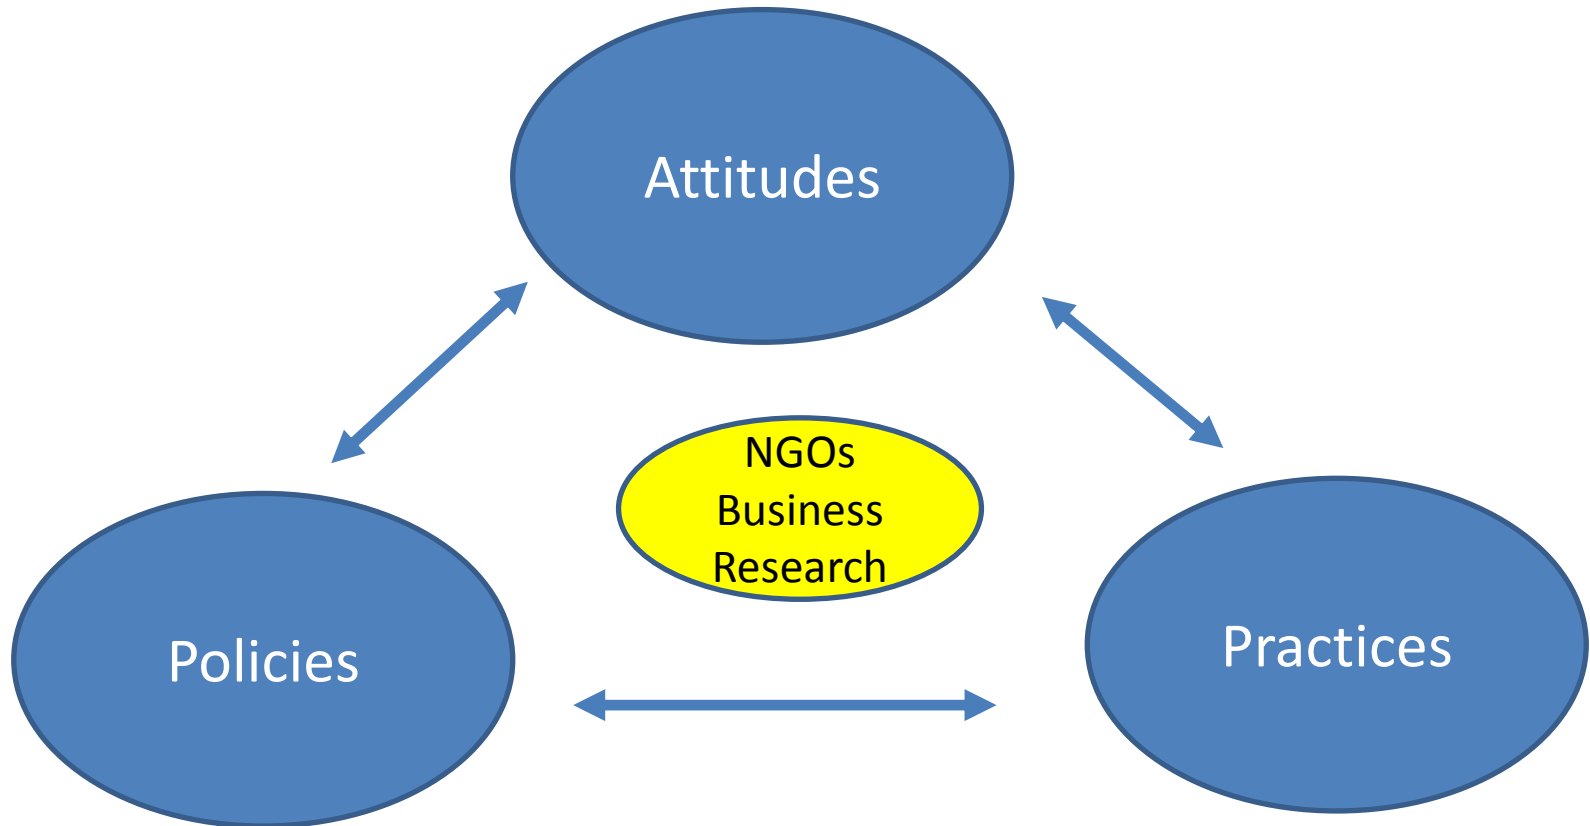 Attitudes
NGOs
Business
Research
Policies
Practices